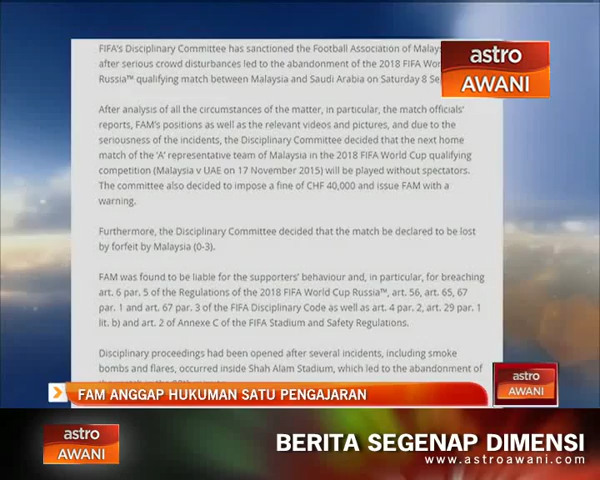 FIFA's Disciplinary Committee has sanctioned the Football Association of
after serious crowd disturbances led to the abandonment of the 2018 FIFA
Russia™ qualifying match between Malaysia and Saudi Arabia on Saturday 8
astro
AWANI
After analysis of all the circumstances of the matter, in particular, the match officials'
reports, FAM's positions as well as the relevant videos and pictures, and due to the
seriousness of the incidents, the Disciplinary Committee decided that the next home
match of the 'A' representative team of Malaysia in the 2018 FIFA World Cup qualifying
competition (Malaysia v UAE on 17 November 2015) will be played without spectators.
The committee also decided to impose a fine of CHF 40,000 and issue FAM with a
warning.
Furthermore, the Disciplinary Committee decided that the match be declared to be lost
by forfeit by Malaysia (0-3).
FAM was found to be liable for the supporters' behaviour and, in particular, for breaching
art. 6 par. 5 of the Regulations of the 2018 FIFA World Cup Russia™, art. 56, art. 65, 67
par. 1 and art. 67 par. 3 of the FIFA Disciplinary Code as well as art. 4 par. 2, art. 29 par. 1
lit. b) and art. 2 of Annexe C of the FIFA Stadium and Safety Regulations.
Disciplinary proceedings had been opened after several incidents, including smoke
bombs and flares, occurred inside Shah Alam Stadium, which led to the abandonment of
FAM ANGGAP HUKUMAN SATU PENGAJARAN
astro
AWANI
astro
AWANI
BERITA SEGENAP DIMENSI
www.astroawani.com